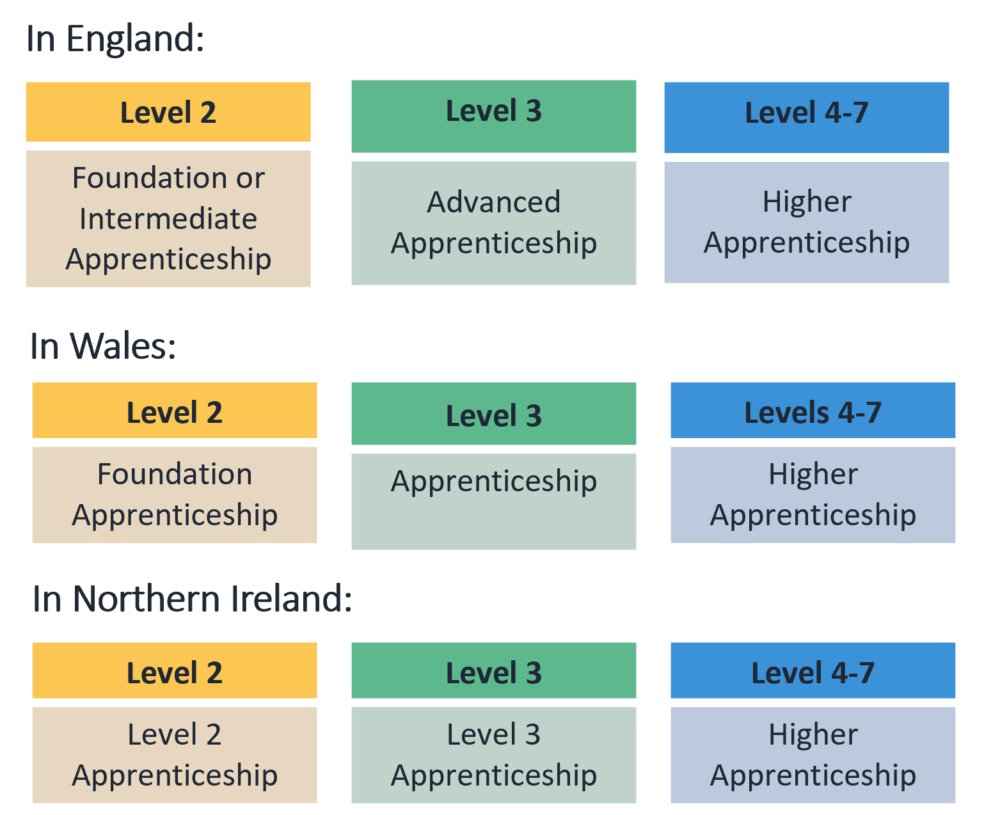 In England:
Level 2
Level 3
Level 4-7
Foundation or
Intermediate
Apprenticeship
Advanced
Apprenticeship
Higher
Apprenticeship
In Wales:
Level 2
Level 3
Levels 4-7
Foundation
Apprenticeship
Apprenticeship
Higher
Apprenticeship
In Northern Ireland:
Level 2
Level 3
Level 4-7
Level 2
Apprenticeship
Level 3
Apprenticeship
Higher
Apprenticeship